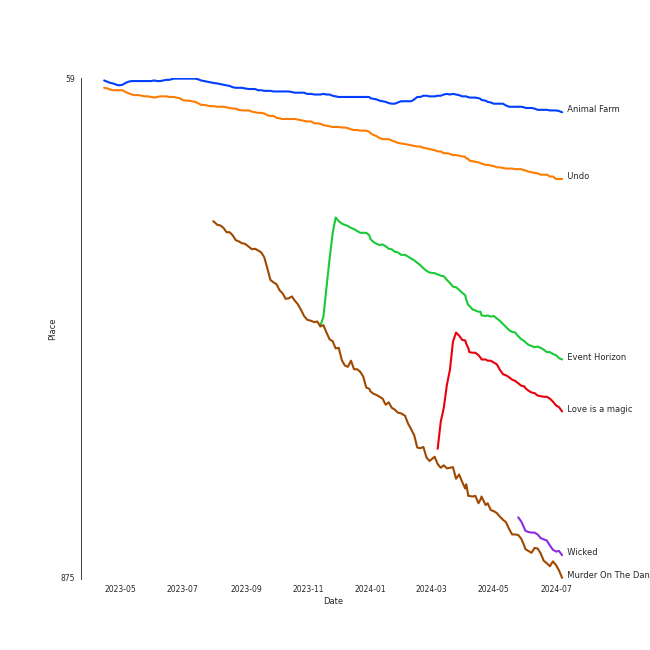 59
Animal Farm
Undo
Place
Event Horizon
Love is a magic
Wicked
875
Murder On The Dan
2023-05
2023-07
2023-09
2023-11
2024-01
2024-03
2024-05
2024-07
Date